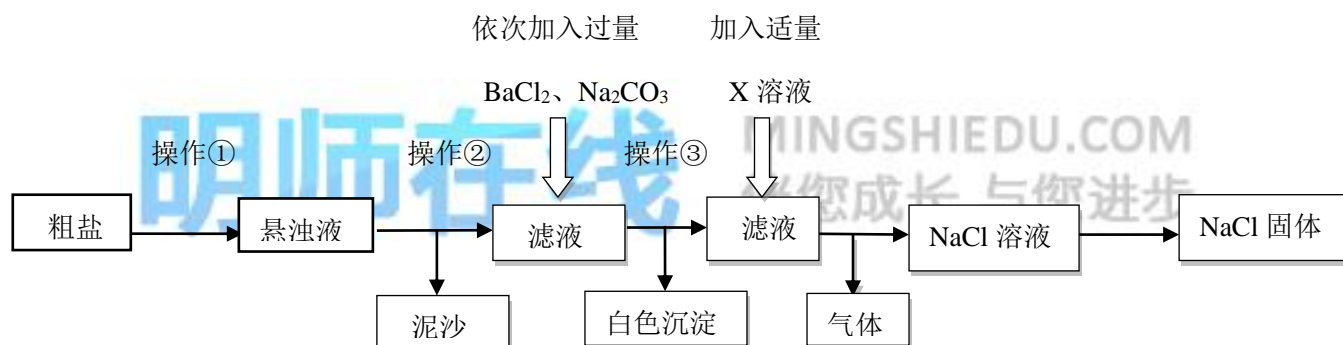 依次加入过量 加入适量
BaCl₂、Na₂CO₃ X 溶液
明师在线 MINGSHIEDU.COM
伴您成长 与您进步
操作① 操作② 操作③
粗盐 悬浊液 滤液 滤液 NaCl 溶液 NaCl 固体
泥沙 白色沉淀 气体